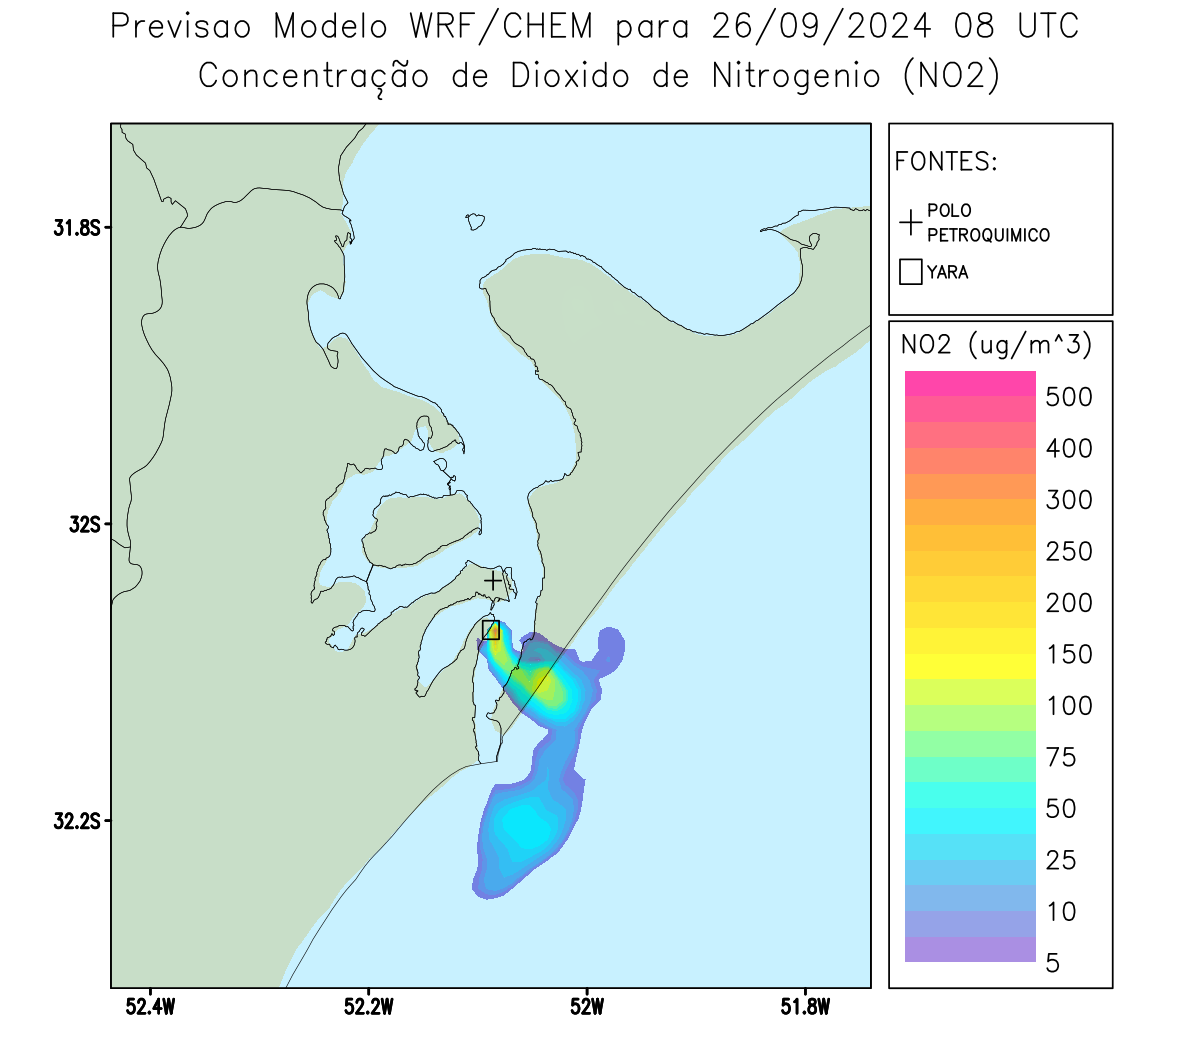 Previsao Modelo WRF/CHEM para 26/09/2024 08 UTC
Concentração de Dioxido de Nitrogenio (NO2)
FONTES:
POLO
PETROQUIMICO
YARA
NO2 (ug/m^3)
500
400
300
250
200
150
100
75
50
25
10
5
31.8S
32S
32.2S
52.4W
52.2W
52W
51.8W